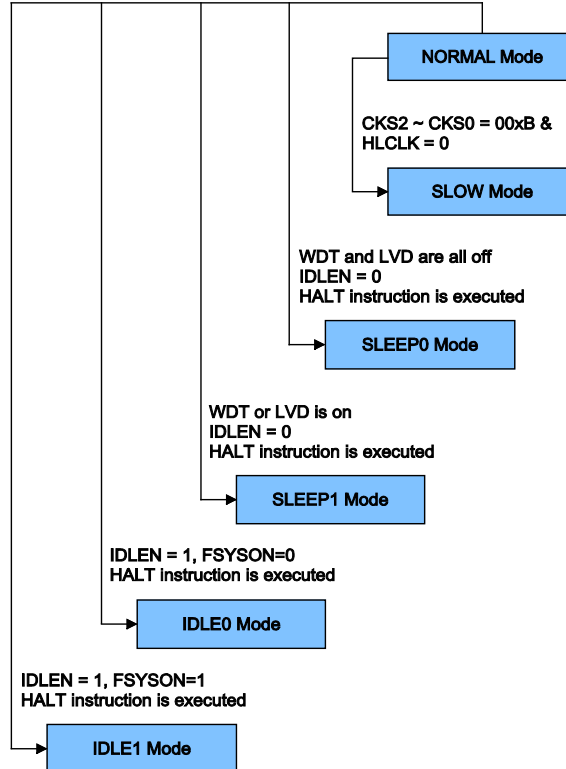 NORMAL Mode
CKS2 ~ CKS0 = 00xB &
HLCLK = 0
SLOW Mode
WDT and LVD are all off
IDLEN = 0
HALT instruction is executed
SLEEP0 Mode
WDT or LVD is on
IDLEN = 0
HALT instruction is executed
SLEEP1 Mode
IDLEN = 1, FSYSON=0
HALT instruction is executed
IDLE0 Mode
IDLEN = 1, FSYSON=1
HALT instruction is executed
IDLE1 Mode